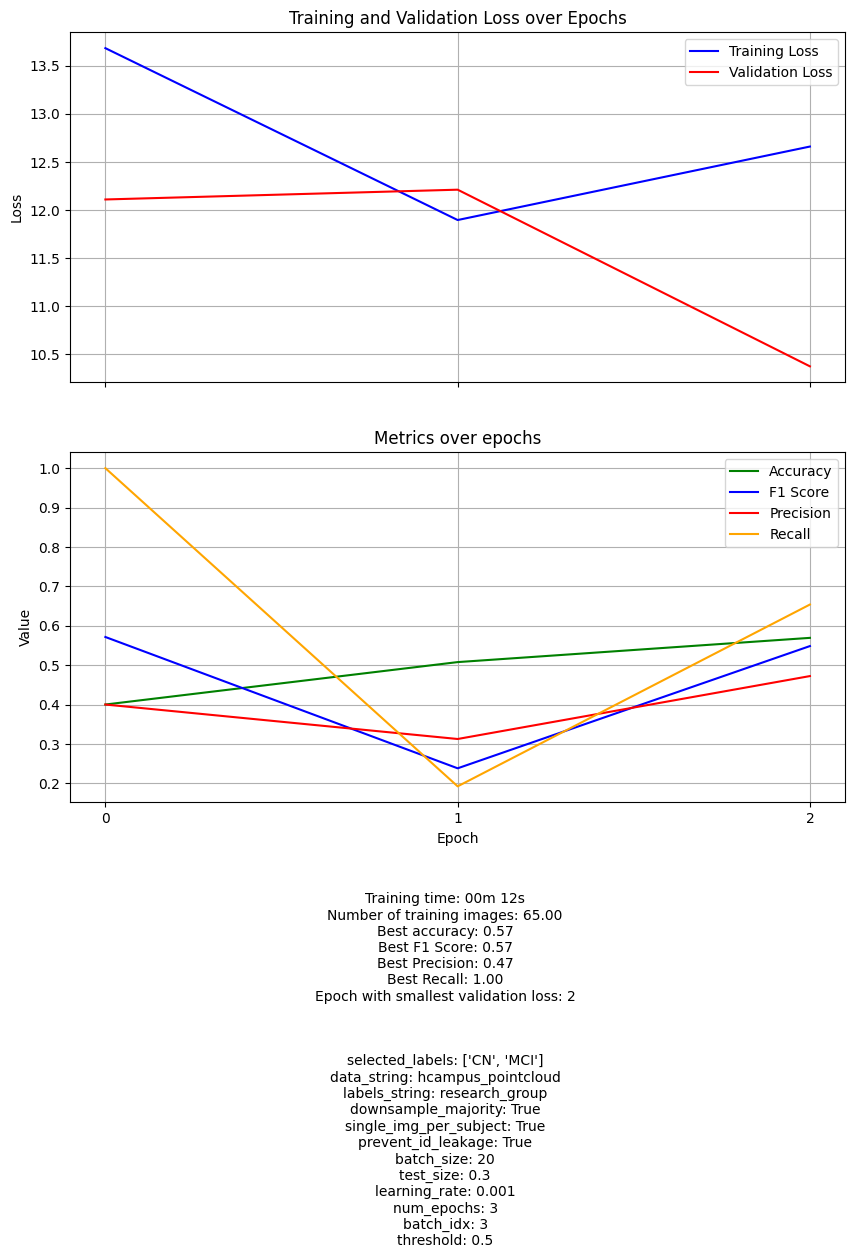 Training and Validation Loss over Epochs
Training Loss
Validation Loss
13.5
13.0
12.5
12.0
11.5
11.0
10.5
Loss
Metrics over epochs
Accuracy
F1 Score
Precision
Recall
1.0
0.9
0.8
0.7
0.6
0.5
0.4
0.3
0.2
Value
0
1
2
Epoch
Training time: 00m 12s
Number of training images: 65.00
Best accuracy: 0.57
Best F1 Score: 0.57
Best Precision: 0.47
Best Recall: 1.00
Epoch with smallest validation loss: 2
selected_labels: ['CN', 'MCI']
data_string: hcampus_pointcloud
labels_string: research_group
downsample_majority: True
single_img_per_subject: True
prevent_id_leakage: True
batch_size: 20
test_size: 0.3
learning_rate: 0.001
num_epochs: 3
batch_idx: 3
threshold: 0.5